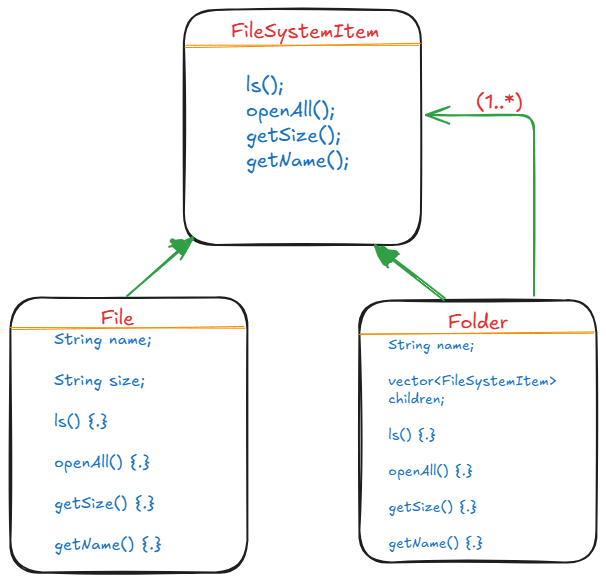 FileSystemItem
ls();
openAll();
getSize();
getName();
(1..*)
File
String name;
String size;
ls() {.}
openAll() {.}
getSize() {.}
getName() {.}
Folder
String name;
vector<FileSystemItem>
children;
ls() {.}
openAll() {.}
getSize() {.}
getName() {.}